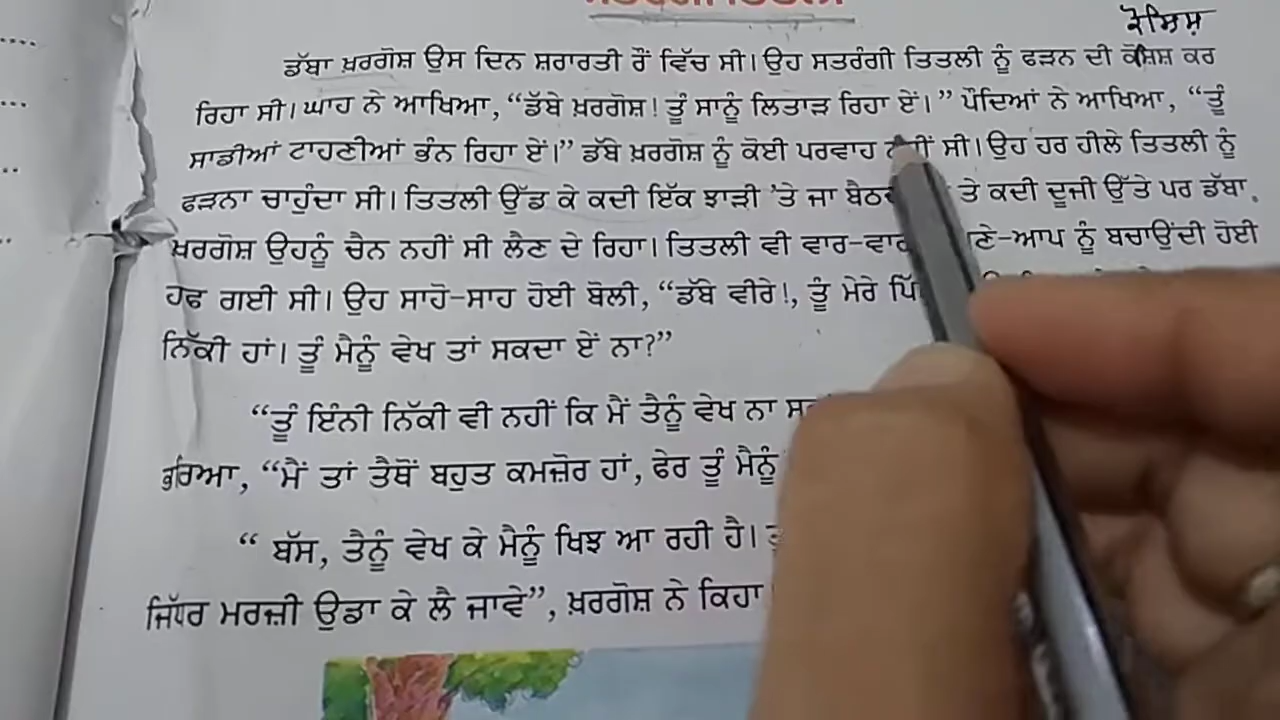 ਕੋਸ਼ਿਸ਼
ਡੱਬਾ ਖ਼ਰਗੋਸ਼ ਉਸ ਦਿਨ ਸ਼ਰਾਰਤੀ ਰੌਂ ਵਿੱਚ ਸੀ। ਉਹ ਸਤਰੰਗੀ ਤਿਤਲੀ ਨੂੰ ਫੜਨ ਦੀ ਕੋਸ਼ਿਸ਼ ਕਰ
ਰਿਹਾ ਸੀ। ਘਾਹ ਨੇ ਆਖਿਆ, “ਡੱਬੇ ਖ਼ਰਗੋਸ਼! ਤੂੰ ਸਾਨੂੰ ਲਿਤਾੜ ਰਿਹਾ ਏਂ।” ਪੌਦਿਆਂ ਨੇ ਆਖਿਆ, “ਤੂੰ
ਸਾਡੀਆਂ ਟਾਹਣੀਆਂ ਭੰਨ ਰਿਹਾ ਏਂ।” ਡੱਬੇ ਖ਼ਰਗੋਸ਼ ਨੂੰ ਕੋਈ ਪਰਵਾਹ ਸੀ। ਉਹ ਹਰ ਹੀਲੇ ਤਿਤਲੀ ਨੂੰ
ਫੜਨਾ ਚਾਹੁੰਦਾ ਸੀ। ਤਿਤਲੀ ਉੱਡ ਕੇ ਕਦੀ ਇੱਕ ਝਾੜੀ ’ਤੇ ਜਾ ਤੇ ਕਦੀ ਦੂਜੀ ਉੱਤੇ ਪਰ ਡੱਬਾ
ਖ਼ਰਗੋਸ਼ ਉਹਨੂੰ ਚੈਨ ਨਹੀਂ ਸੀ ਲੈਣ ਦੇ ਰਿਹਾ। ਤਿਤਲੀ ਵੀ ਨੂੰ ਬਚਾਉਂਦੀ ਹੋਈ
ਹਫ ਗਈ ਸੀ। ਉਹ ਸਾਹੋ-ਸਾਹ ਹੋਈ ਬੋਲੀ, “ਡੱਬੇ ਵੀਰੇ!, ਤੂੰ ਮੇਰੇ
ਨਿੱਕੀ ਹਾਂ। ਤੂੰ ਮੈਨੂੰ ਵੇਖ ਤਾਂ ਸਕਦਾ ਏਂ ਨਾ?”
“ਤੂੰ ਇੰਨੀ ਨਿੱਕੀ ਵੀ ਨਹੀਂ ਕਿ ਮੈਂ ਤੈਨੂੰ ਵੇਖ ਨਾ
ਭਰਿਆ, “ਮੈਂ ਤਾਂ ਤੈਥੋਂ ਬਹੁਤ ਕਮਜ਼ੋਰ ਹਾਂ, ਫੇਰ ਤੂੰ ਮੈਨੂੰ
“ ਬੱਸ, ਤੈਨੂੰ ਵੇਖ ਕੇ ਮੈਨੂੰ ਖਿਝ ਆ ਰਹੀ ਹੈ।
ਜਿੱਧਰ ਮਰਜ਼ੀ ਉਡਾ ਕੇ ਲੈ ਜਾਵੇ”, ਖ਼ਰਗੋਸ਼ ਨੇ ਕਿਹਾ